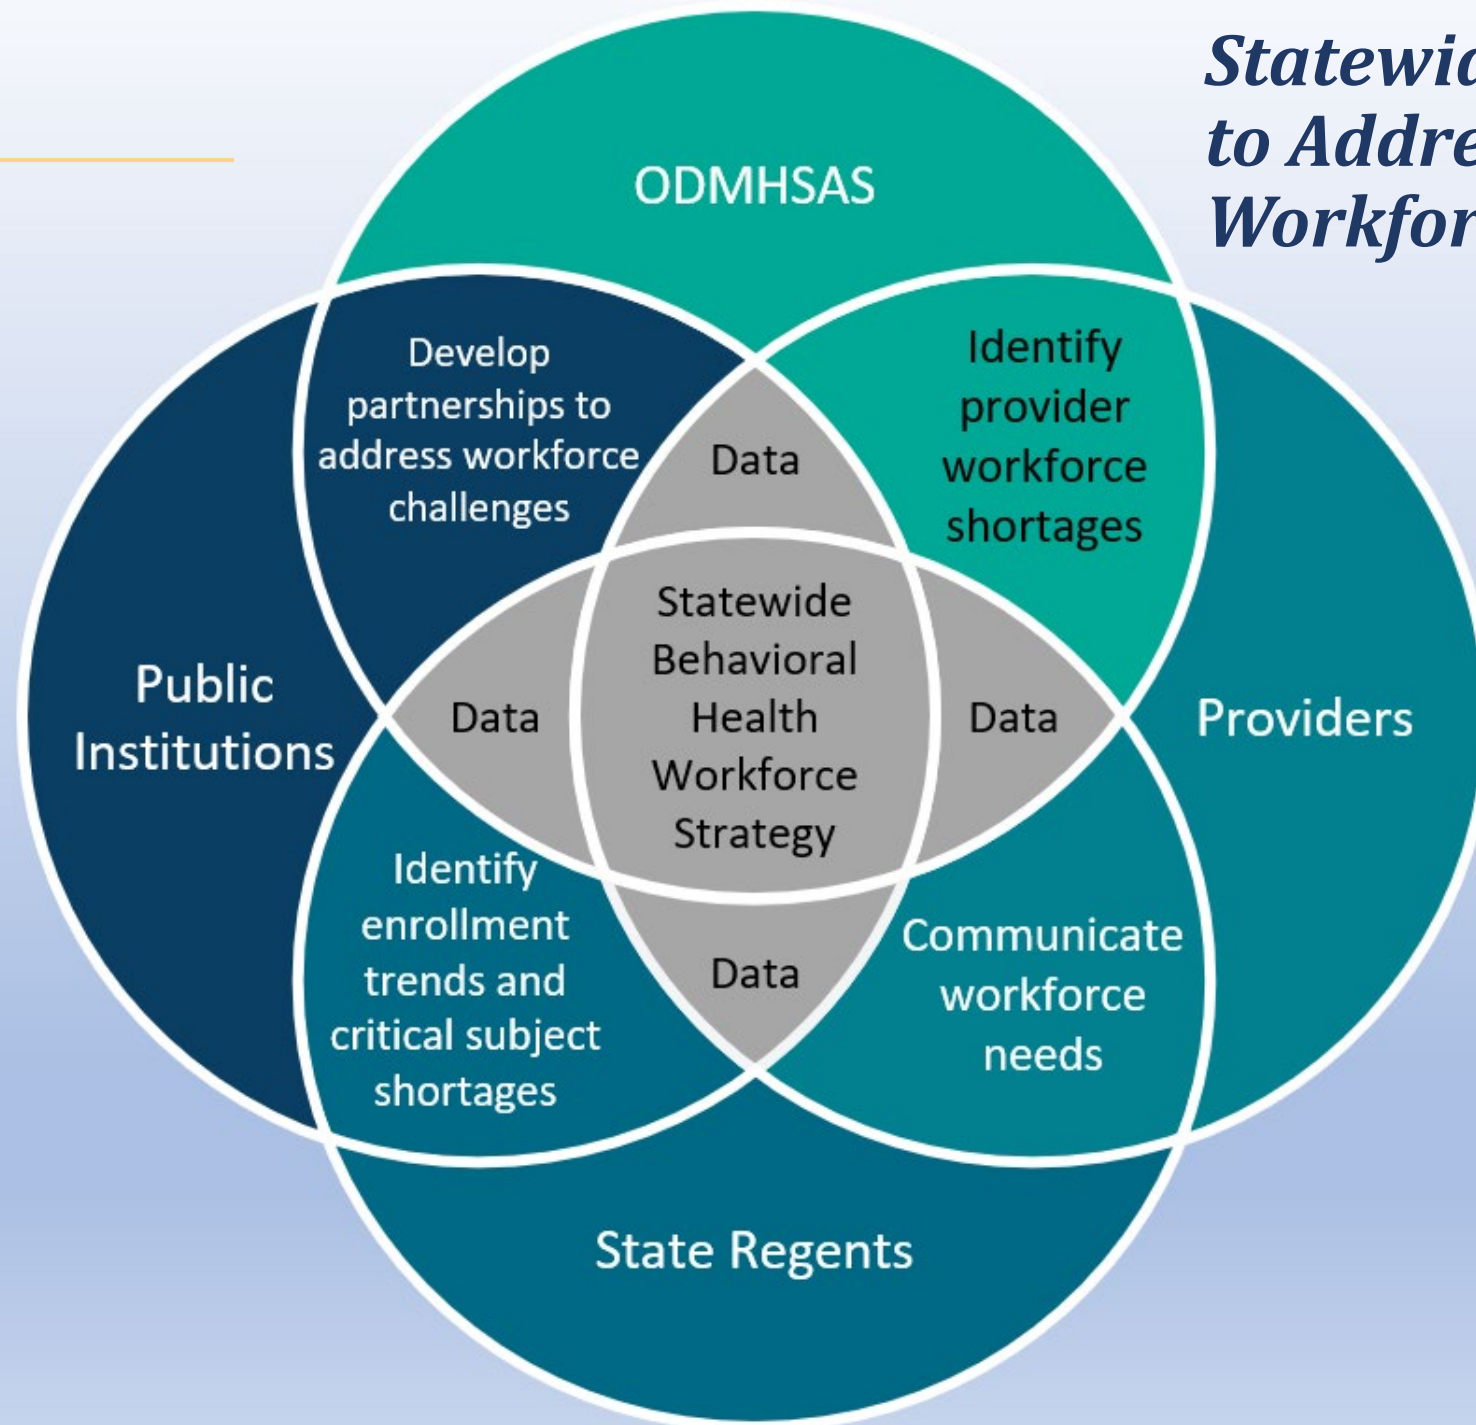 Statewid
to Addre
Workfor
ODMHSAS
Develop
partnerships to
address workforce
challenges
Identify
provider
workforce
shortages
Data
Public
Institutions
Data
Statewide
Behavioral
Health
Workforce
Strategy
Data
Providers
Identify
enrollment
trends and
critical subject
shortages
Data
Communicate
workforce
needs
State Regents